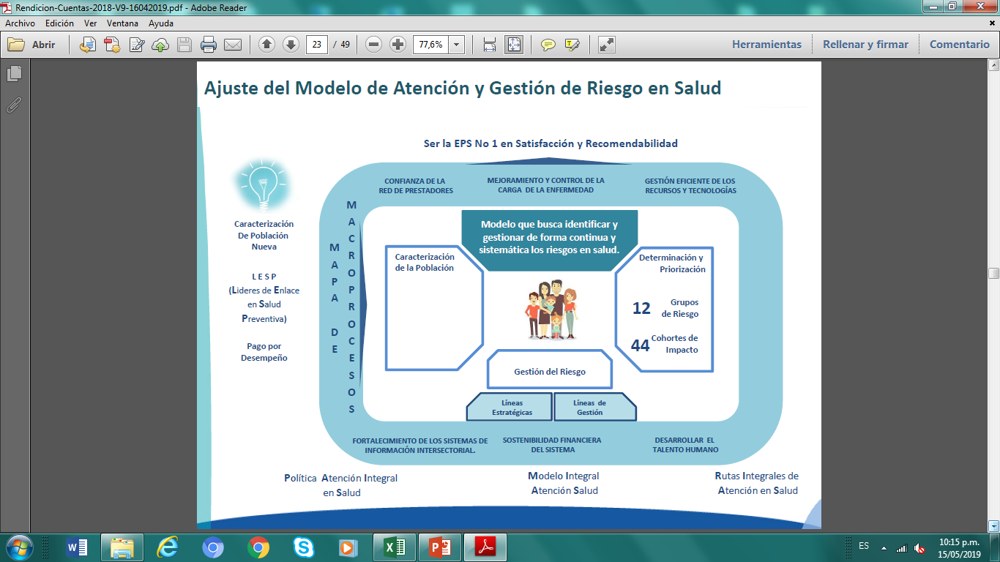 Rendicion-Cuentas-2018-V9-16042019.pdf - Adobe Reader
Archivo Edición Ver Ventana Ayuda
Abrir
23 / 49
77,6%
Herramientas
Rellenar y firmar
Comentario
Ajuste del Modelo de Atención y Gestión de Riesgo en Salud
Ser la EPS No 1 en Satisfacción y Recomendabilidad
Caracterización
De Población
Nueva
L E S P
(Lideres de Enlace
en Salud
Preventiva)
Pago por
Desempeño
MAPA DE
MACROPROCESOS
CONFIANZA DE LA
RED DE PRESTADORES
MEJORAMIENTO Y CONTROL DE LA
CARGA DE LA ENFERMEDAD
GESTIÓN EFICIENTE DE LOS
RECURSOS Y TECNOLOGÍAS
Modelo que busca identificar y
gestionar de forma continua y
sistemática los riesgos en salud.
Caracterización
de la Población
Determinación y
Priorización
12 Grupos
de Riesgo
44 Cohortes de
Impacto
Gestión del Riesgo
Líneas
Estratégicas
Líneas de
Gestión
FORTALECIMIENTO DE LOS SISTEMAS DE
INFORMACIÓN INTERSECTORIAL.
SOSTENIBILIDAD FINANCIERA
DEL SISTEMA
DESARROLLAR EL
TALENTO HUMANO
Política Atención Integral
en Salud
Modelo Integral
Atención Salud
Rutas Integrales de
Atención en Salud
ES
10:15 p.m.
15/05/2019